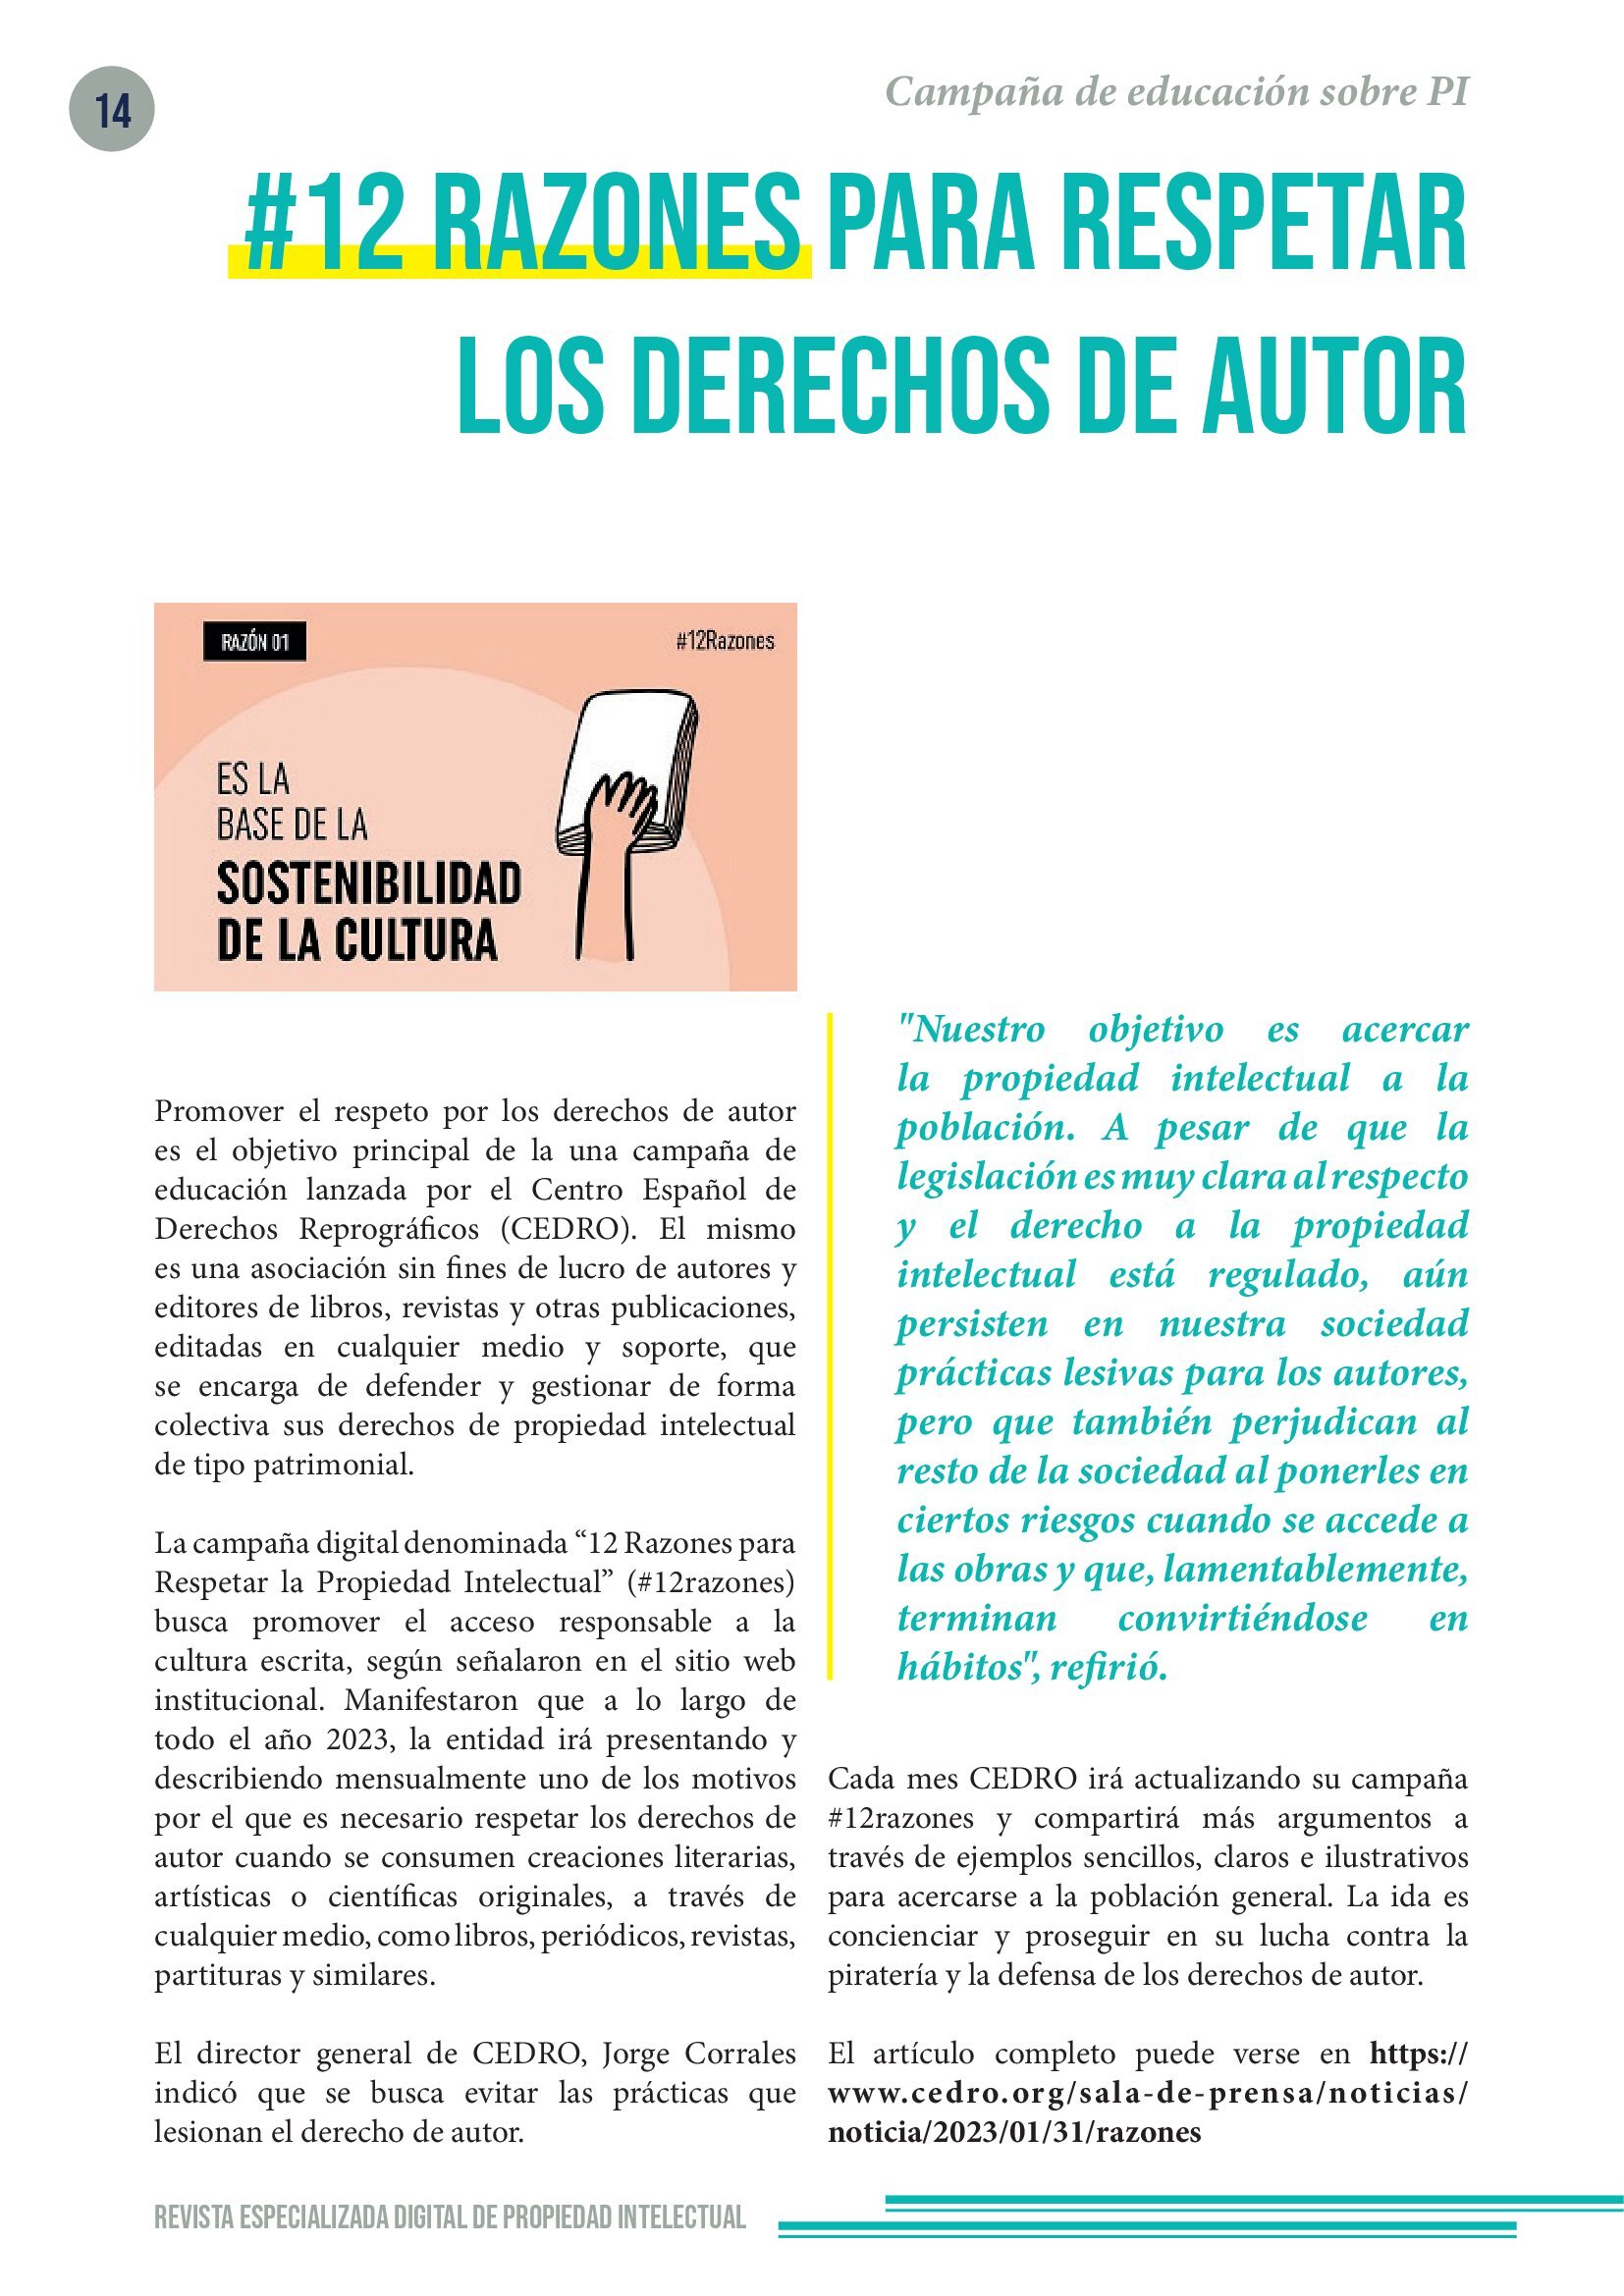 14
Campaña de educación sobre PI
#12 RAZONES PARA RESPETAR
LOS DERECHOS DE AUTOR
RAZÓN 01
#12Razones
ES LA
BASE DE LA
SOSTENIBILIDAD
DE LA CULTURA
Promover el respeto por los derechos de autor
es el objetivo principal de la una campaña de
educación lanzada por el Centro Español de
Derechos Reprográficos (CEDRO). El mismo
es una asociación sin fines de lucro de autores y
editores de libros, revistas y otras publicaciones,
editadas en cualquier medio y soporte, que
se encarga de defender y gestionar de forma
colectiva sus derechos de propiedad intelectual
de tipo patrimonial.
La campaña digital denominada “12 Razones para
Respetar la Propiedad Intelectual” (#12razones)
busca promover el acceso responsable a la
cultura escrita, según señalaron en el sitio web
institucional. Manifestaron que a lo largo de
todo el año 2023, la entidad irá presentando y
describiendo mensualmente uno de los motivos
por el que es necesario respetar los derechos de
autor cuando se consumen creaciones literarias,
artísticas o científicas originales, a través de
cualquier medio, como libros, periódicos, revistas,
partituras y similares.
El director general de CEDRO, Jorge Corrales
indicó que se busca evitar las prácticas que
lesionan el derecho de autor.
"Nuestro objetivo es acercar
la propiedad intelectual a la
población. A pesar de que la
legislación es muy clara al respecto
y el derecho a la propiedad
intelectual está regulado, aún
persisten en nuestra sociedad
prácticas lesivas para los autores,
pero que también perjudican al
resto de la sociedad al ponerles en
ciertos riesgos cuando se accede a
las obras y que, lamentablemente,
terminan convirtiéndose en
hábitos", refirió.
Cada mes CEDRO irá actualizando su campaña
#12razones y compartirá más argumentos a
través de ejemplos sencillos, claros e ilustrativos
para acercarse a la población general. La ida es
concienciar y proseguir en su lucha contra la
piratería y la defensa de los derechos de autor.
El artículo completo puede verse en https://
www.cedro.org/sala-de-prensa/noticias/
noticia/2023/01/31/razones
REVISTA ESPECIALIZADA DIGITAL DE PROPIEDAD INTELECTUAL